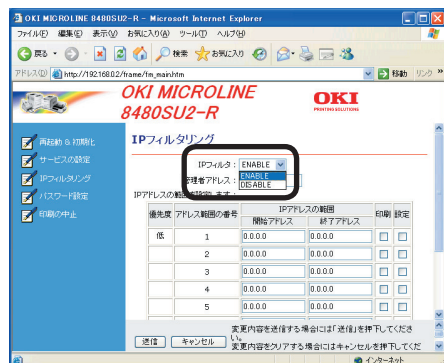 OKI MICROLINE 8480SU2-R - Microsoft Internet Explorer
ファイル(F) 編集(E) 表示(V) お気に入り(A) ツール(T) ヘルプ(H)
戻る 検索 お気に入り
アドレス(D) http://192.168.0.2/frame/fm_main.htm 移動 リンク »
OKI MICROLINE
8480SU2-R
OKI
PRINTING SOLUTIONS
再起動 & 初期化
サービスの設定
IPフィルタリング
パスワード設定
印刷の中止
IPフィルタリング
IPフィルタ : ENABLE
ENABLE
DISABLE
管理者アドレス :
IPアドレスの範囲を設定します :
優先度 アドレス範囲の番号 IPアドレスの範囲 印刷 設定
開始アドレス 終了アドレス
低 1 0.0.0.0 0.0.0.0
2 0.0.0.0 0.0.0.0
3 0.0.0.0 0.0.0.0
4 0.0.0.0 0.0.0.0
5 0.0.0.0 0.0.0.0
送信 キャンセル
変更内容を送信する場合には「送信」を押下してくださ
い。
変更内容をクリアする場合にはキャンセルを押下してくだ
インターネット